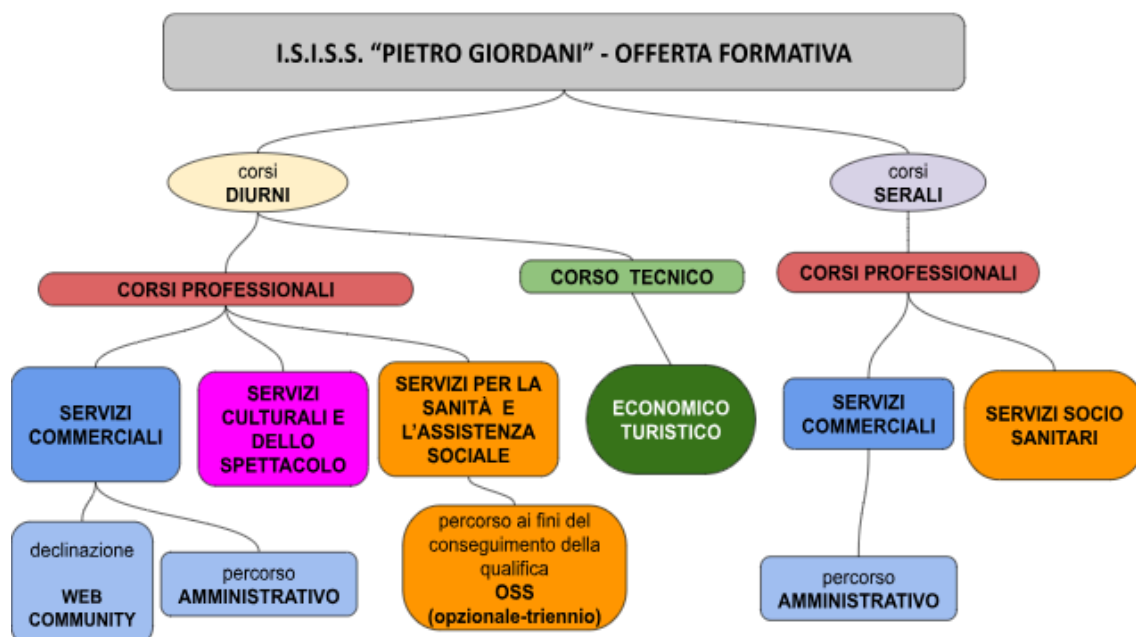 I.S.I.S.S. “PIETRO GIORDANI” - OFFERTA FORMATIVA
corsi
DIURNI
corsi
SERALI
CORSI PROFESSIONALI
CORSO TECNICO
CORSI PROFESSIONALI
SERVIZI
COMMERCIALI
SERVIZI
CULTURALI E
DELLO
SPETTACOLO
SERVIZI PER LA
SANITÀ E
L’ASSISTENZA
SOCIALE
ECONOMICO
TURISTICO
SERVIZI
COMMERCIALI
SERVIZI SOCIO
SANITARI
declinazione
WEB
COMMUNITY
percorso
AMMINISTRATIVO
percorso ai fini del
conseguimento della
qualifica
OSS
(opzionale-triennio)
percorso
AMMINISTRATIVO